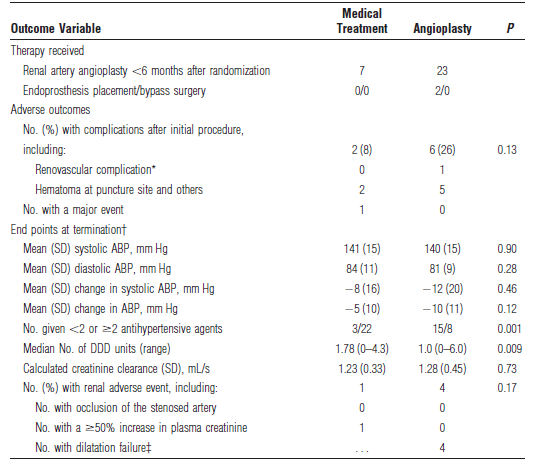 Outcome Variable Medical Treatment Angioplasty P
Therapy received
Renal artery angioplasty <6 months after randomization 7 23
Endoprosthesis placement/bypass surgery 0/0 2/0
Adverse outcomes
No. (%) with complications after initial procedure,
including: 2 (8) 6 (26) 0.13
Renovascular complication* 0 1
Hematoma at puncture site and others 2 5
No. with a major event 1 0
End points at termination†
Mean (SD) systolic ABP, mm Hg 141 (15) 140 (15) 0.90
Mean (SD) diastolic ABP, mm Hg 84 (11) 81 (9) 0.28
Mean (SD) change in systolic ABP, mm Hg −8 (16) −12 (20) 0.46
Mean (SD) change in ABP, mm Hg −5 (10) −10 (11) 0.12
No. given <2 or ≥2 antihypertensive agents 3/22 15/8 0.001
Median No. of DDD units (range) 1.78 (0–4.3) 1.0 (0–6.0) 0.009
Calculated creatinine clearance (SD), mL/s 1.23 (0.33) 1.28 (0.45) 0.73
No. (%) with renal adverse event, including: 1 4 0.17
No. with occlusion of the stenosed artery 0 0
No. with a ≥50% increase in plasma creatinine 1 0
No. with dilatation failure‡ . . . 4